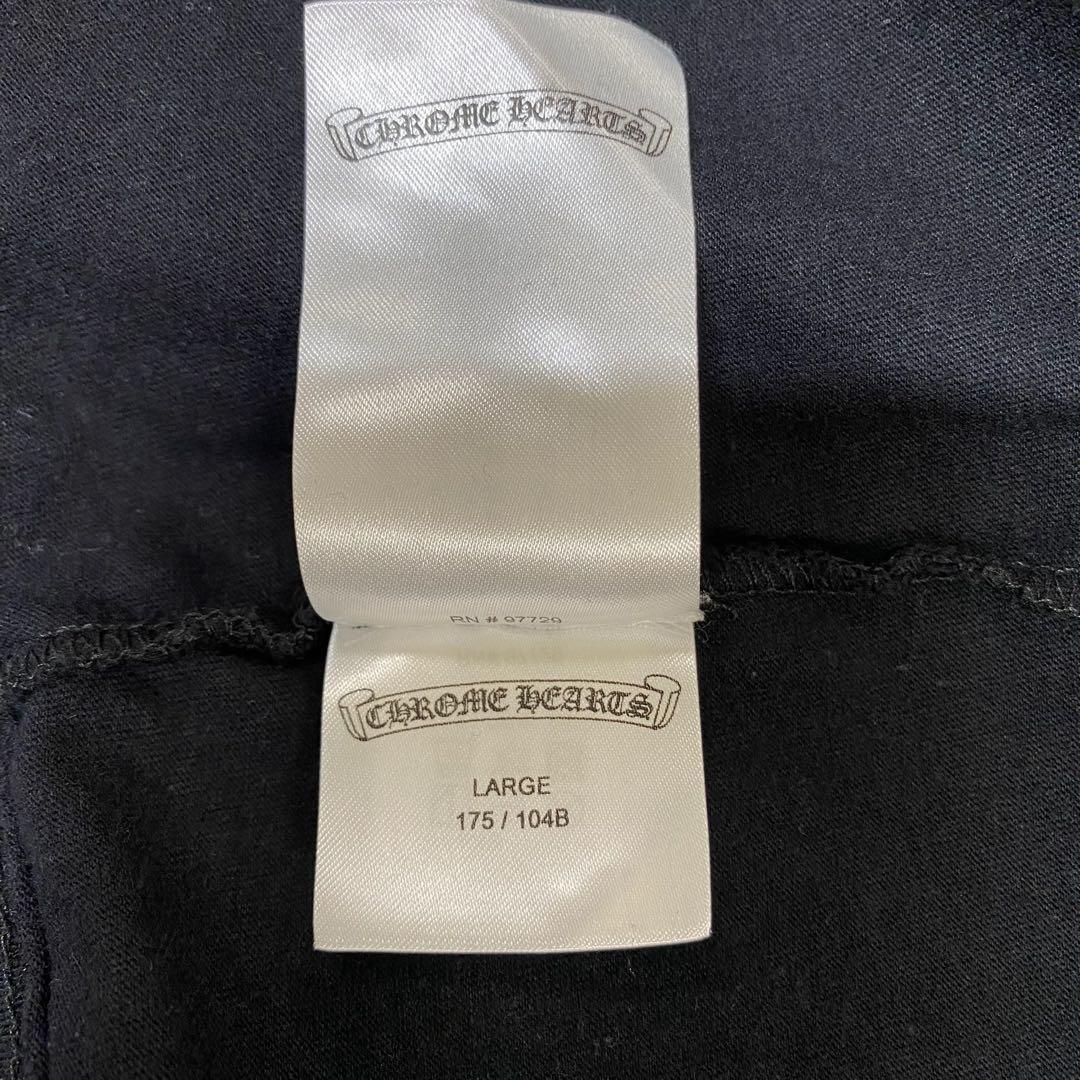 CHROME HEARTS
RN # 97729
CHROME HEARTS
LARGE
175 / 104B